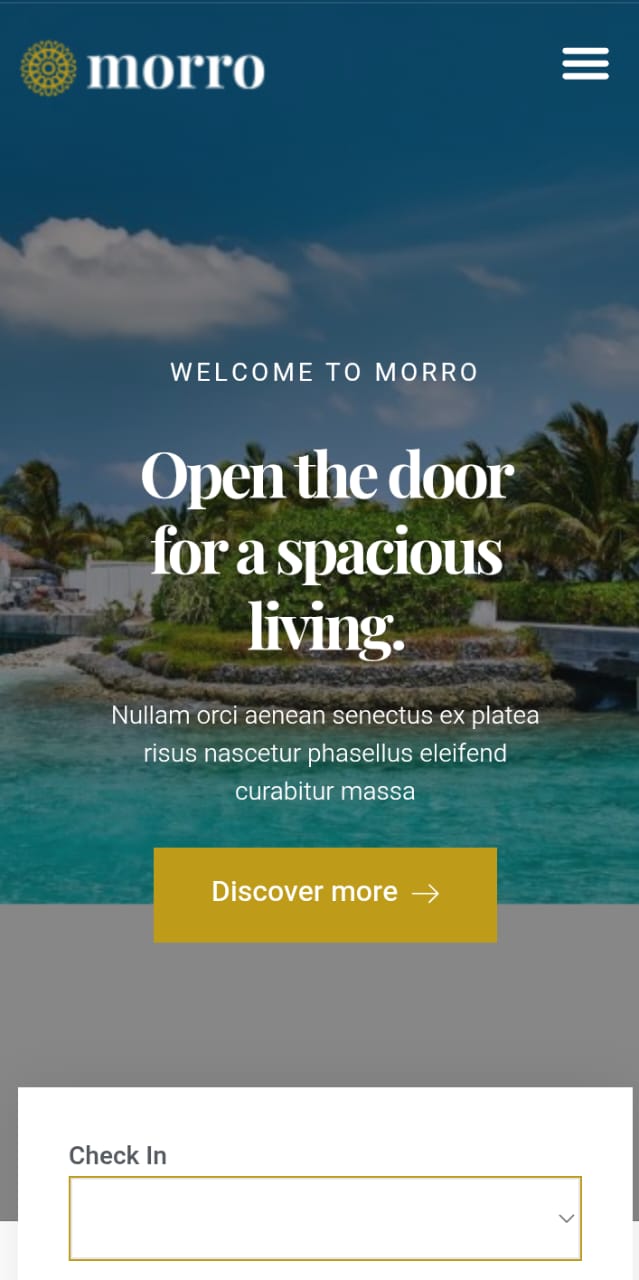 morro
WELCOME TO MORRO
Open the door
for a spacious
living.
Nullam orci aenean senectus ex platea
risus nascetur phasellus eleifend
curabitur massa
Discover more
Check In